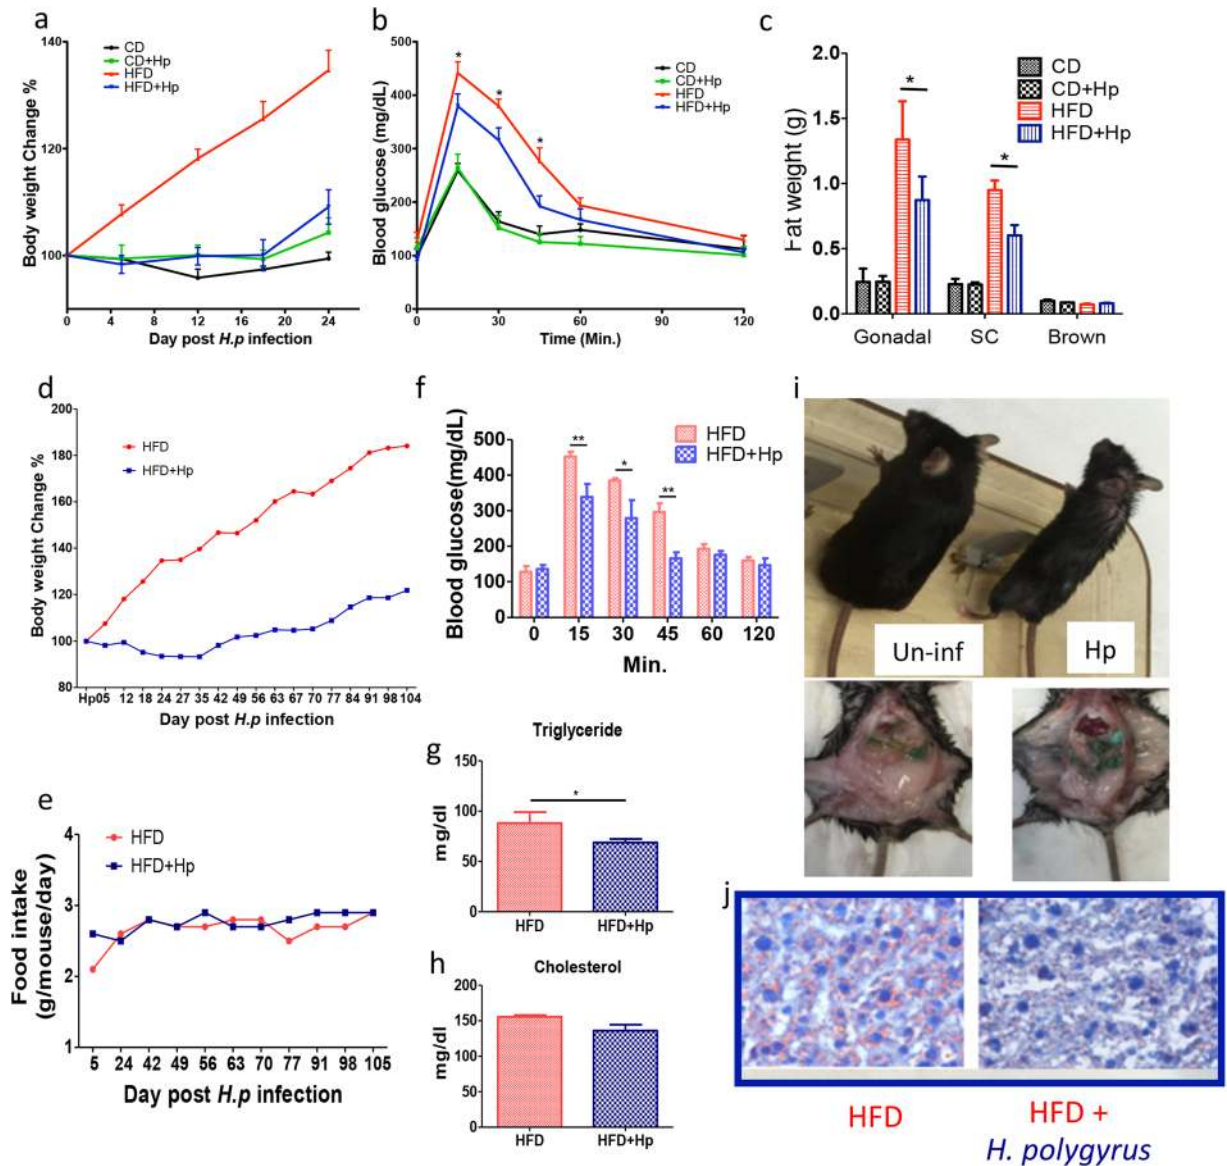 a
Body weight Change %
140
120
100
80
CD
CD+Hp
HFD
HFD+Hp
0 4 8 12 16 20 24
Day post H.p infection
b
Blood glucose (mg/dL)
500
400
300
200
100
0
CD
CD+Hp
HFD
HFD+Hp
* * *
0 30 60 90 120
Time (Min.)
c
Fat weight (g)
2.0
1.5
1.0
0.5
0.0
CD
CD+Hp
HFD
HFD+Hp
*
*
Gonadal SC Brown
d
Body weight Change %
200
180
160
140
120
100
80
HFD
HFD+Hp
Hp05 12 18 24 27 35 42 49 56 63 67 70 77 84 91 98 104
Day post H.p infection
f
Blood glucose(mg/dL)
500
400
300
200
100
0
HFD
HFD+Hp
** * **
0 15 30 45 60 120
Min.
i
Un-inf
Hp
e
Food intake
(g/mouse/day)
4
3
2
1
HFD
HFD+Hp
5 24 42 49 56 63 70 77 91 98 105
Day post H.p infection
g
Triglyceride
mg/dl
150
100
50
0
*
HFD HFD+Hp
h
Cholesterol
mg/dl
200
150
100
50
0
HFD HFD+Hp
j
HFD
HFD +
H. polygyrus